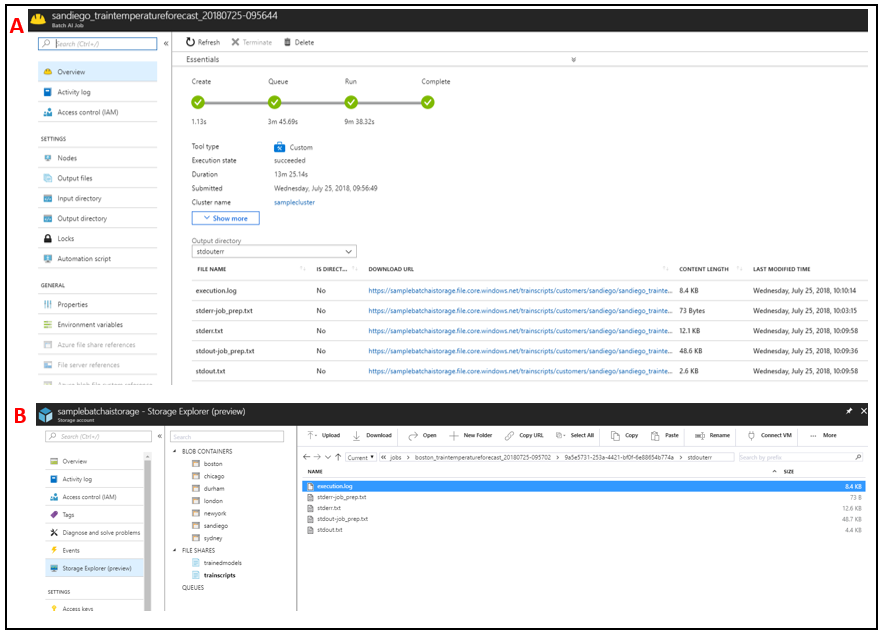 A
sandiego_traintemperatureforecast_20180725-095644
Batch AI Job
Search (Ctrl+/)
«
Refresh Terminate Delete
Essentials
Overview
Activity log
Access control (IAM)
SETTINGS
Nodes
Output files
Input directory
Output directory
Locks
Automation script
GENERAL
Properties
Environment variables
Azure file share references
File server references
Create Queue Run Complete
1.13s 3m 45.69s 9m 38.32s
Tool type Custom
Execution state succeeded
Duration 13m 25.14s
Submitted Wednesday, July 25, 2018, 09:56:49
Cluster name samplecluster
Show more
Output directory
stdouterr
FILE NAME IS DIRECT... DOWNLOAD URL CONTENT LENGTH LAST MODIFIED TIME
execution.log No https://samplebatchaistorage.file.core.windows.net/trainscripts/customers/sandiego/sandiego_trainte... 8.4 KB Wednesday, July 25, 2018, 10:10:14
stderr-job_prep.txt No https://samplebatchaistorage.file.core.windows.net/trainscripts/customers/sandiego/sandiego_trainte... 73 Bytes Wednesday, July 25, 2018, 10:03:15
stderr.txt No https://samplebatchaistorage.file.core.windows.net/trainscripts/customers/sandiego/sandiego_trainte... 12.1 KB Wednesday, July 25, 2018, 10:09:58
stdout-job_prep.txt No https://samplebatchaistorage.file.core.windows.net/trainscripts/customers/sandiego/sandiego_trainte... 48.6 KB Wednesday, July 25, 2018, 10:09:36
stdout.txt No https://samplebatchaistorage.file.core.windows.net/trainscripts/customers/sandiego/sandiego_trainte... 2.6 KB Wednesday, July 25, 2018, 10:09:58
B
samplebatchaistorage - Storage Explorer (preview)
Storage account
Search (Ctrl+/)
«
Overview
Activity log
Access control (IAM)
Tags
Diagnose and solve problems
Events
Storage Explorer (preview)
SETTINGS
Access keys
Search
BLOB CONTAINERS
boston
chicago
durham
london
newyork
sandiego
sydney
FILE SHARES
trainedmodels
trainscripts
QUEUES
Upload Download Open New Folder Copy URL Select All Copy Paste Rename Connect VM ... More
Current « jobs > boston_traintemperatureforecast_20180725-095702 > 9a5e5731-253a-4421-bf0f-6e88654b774a > stdouterr Search by prefix
NAME SIZE
execution.log 8.4 KB
stderr-job_prep.txt 73 B
stderr.txt 12.6 KB
stdout-job_prep.txt 48.7 KB
stdout.txt 4.4 KB